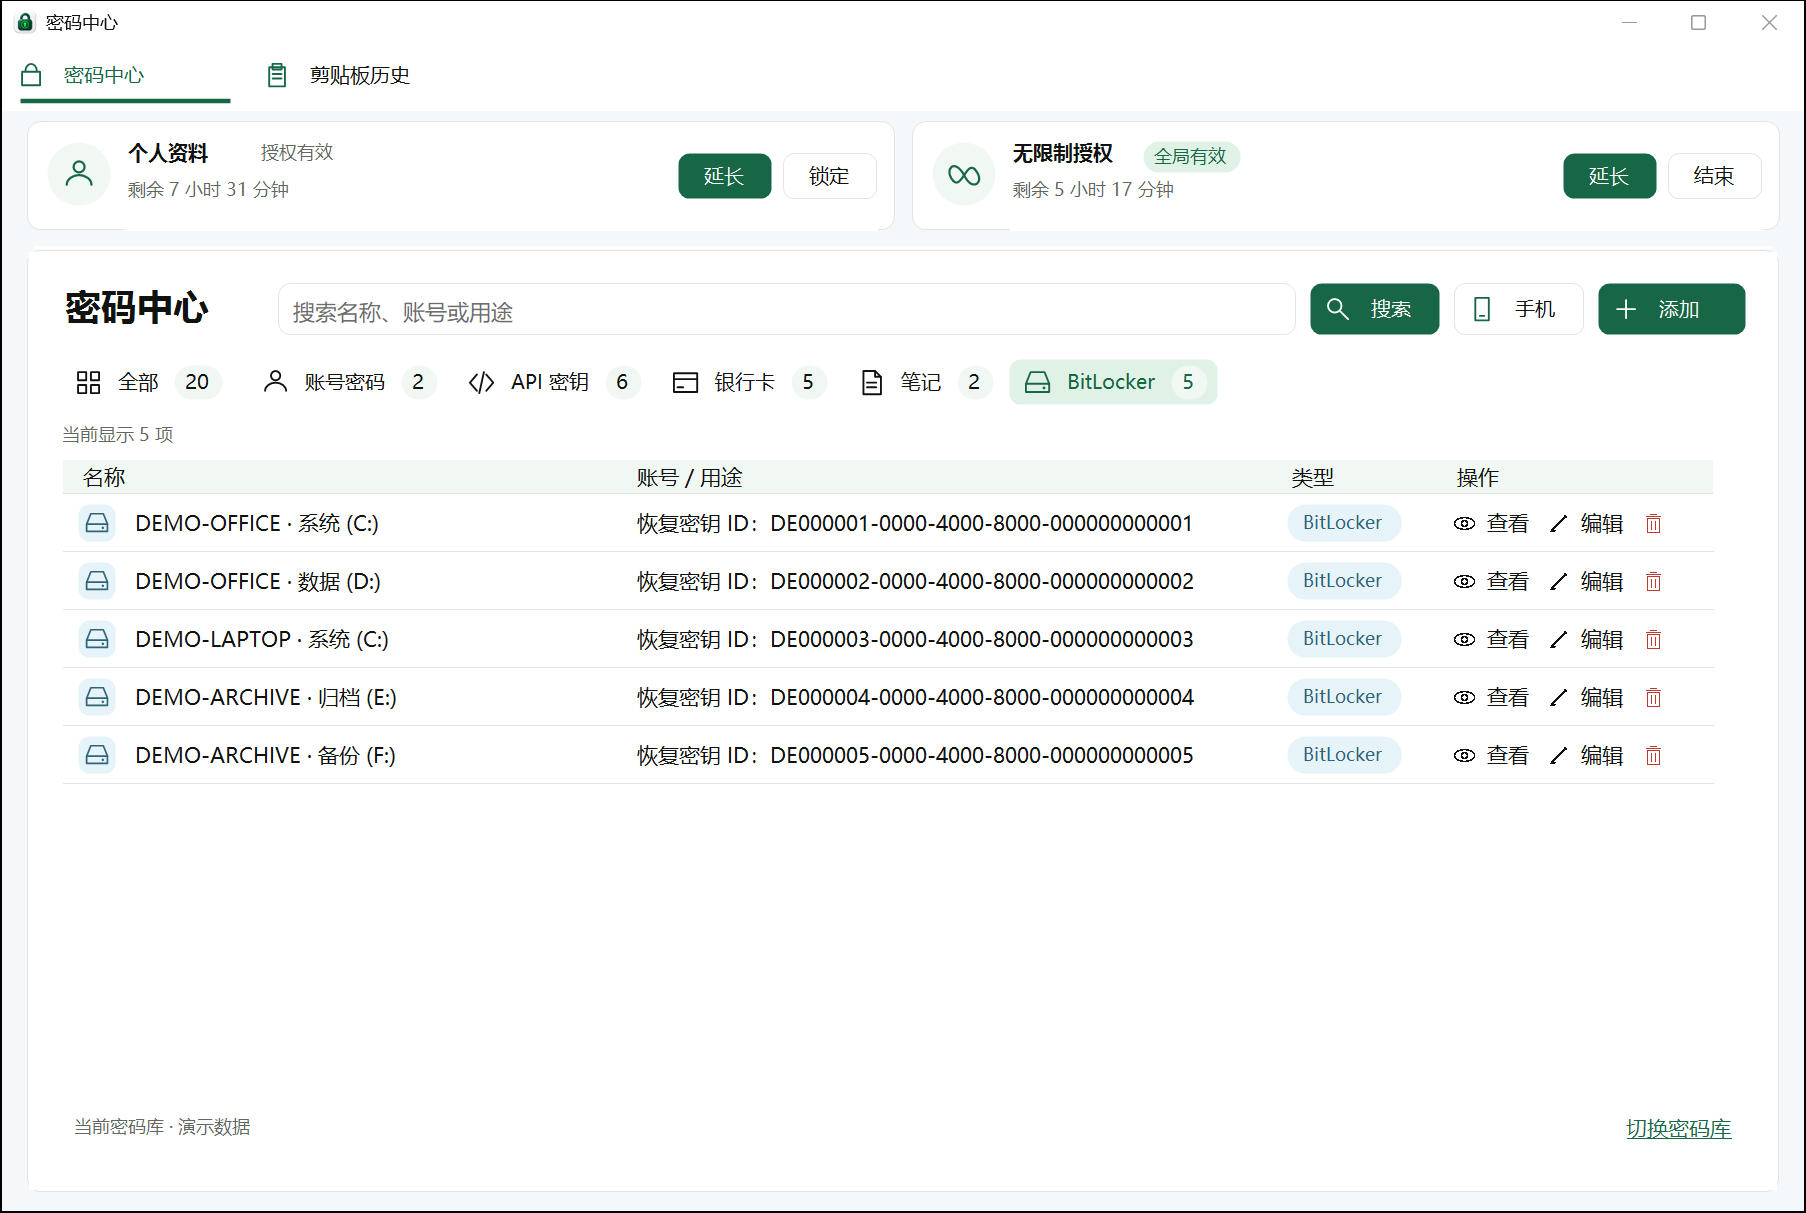 密码中心
密码中心 剪贴板历史
个人资料 授权有效
剩余 7 小时 31 分钟
延长 锁定
无限制授权 全局有效
剩余 5 小时 17 分钟
延长 结束
密码中心 搜索名称、账号或用途 搜索 手机 添加
全部 20 账号密码 2 API 密钥 6 银行卡 5 笔记 2 BitLocker 5
当前显示 5 项
名称 账号 / 用途 类型 操作
DEMO-OFFICE · 系统 (C:) 恢复密钥 ID：DE000001-0000-4000-8000-000000000001 BitLocker 查看 编辑
DEMO-OFFICE · 数据 (D:) 恢复密钥 ID：DE000002-0000-4000-8000-000000000002 BitLocker 查看 编辑
DEMO-LAPTOP · 系统 (C:) 恢复密钥 ID：DE000003-0000-4000-8000-000000000003 BitLocker 查看 编辑
DEMO-ARCHIVE · 归档 (E:) 恢复密钥 ID：DE000004-0000-4000-8000-000000000004 BitLocker 查看 编辑
DEMO-ARCHIVE · 备份 (F:) 恢复密钥 ID：DE000005-0000-4000-8000-000000000005 BitLocker 查看 编辑
当前密码库 · 演示数据 切换密码库